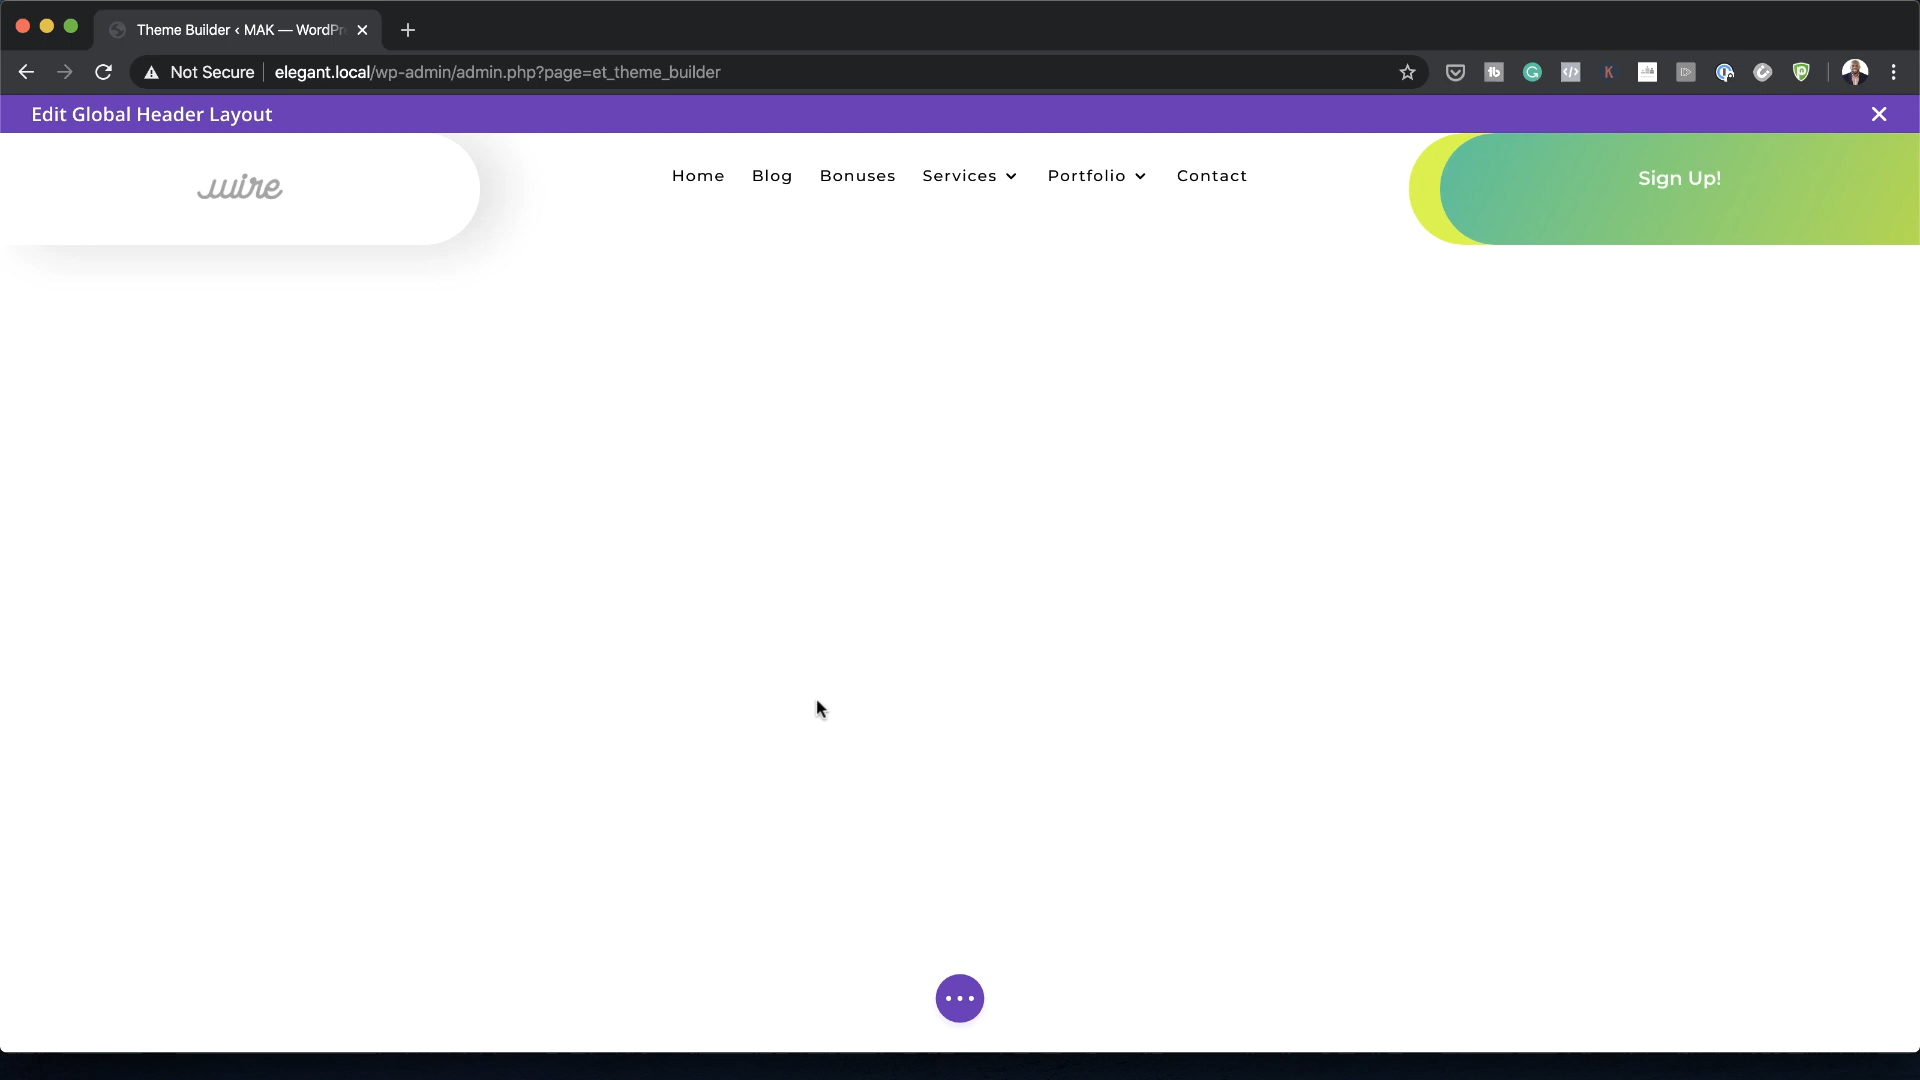 Theme Builder ‹ MAK — WordPr
Not Secure elegant.local/wp-admin/admin.php?page=et_theme_builder
Edit Global Header Layout
wire
Home Blog Bonuses Services Portfolio Contact
Sign Up!